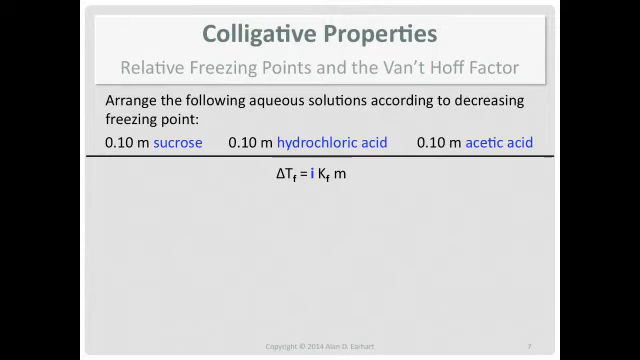 Colligative Properties
Relative Freezing Points and the Van't Hoff Factor
Arrange the following aqueous solutions according to decreasing
freezing point:
0.10 m sucrose 0.10 m hydrochloric acid 0.10 m acetic acid
ΔTf = i Kf m
Copyright © 2014 Alan D. Earhart 7